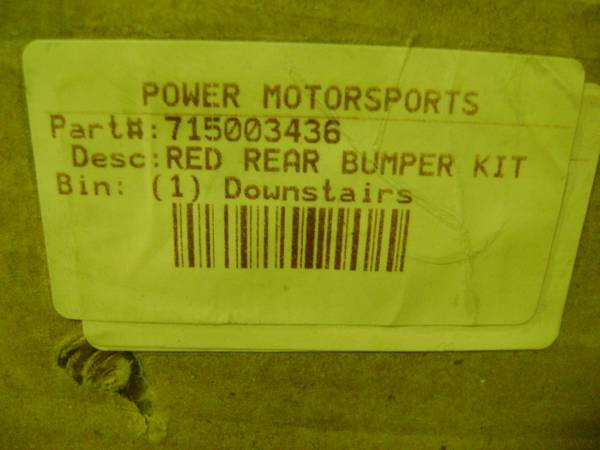 POWER MOTORSPORTS
Part#:715003436
Desc:RED REAR BUMPER KIT
Bin: (1) Downstairs